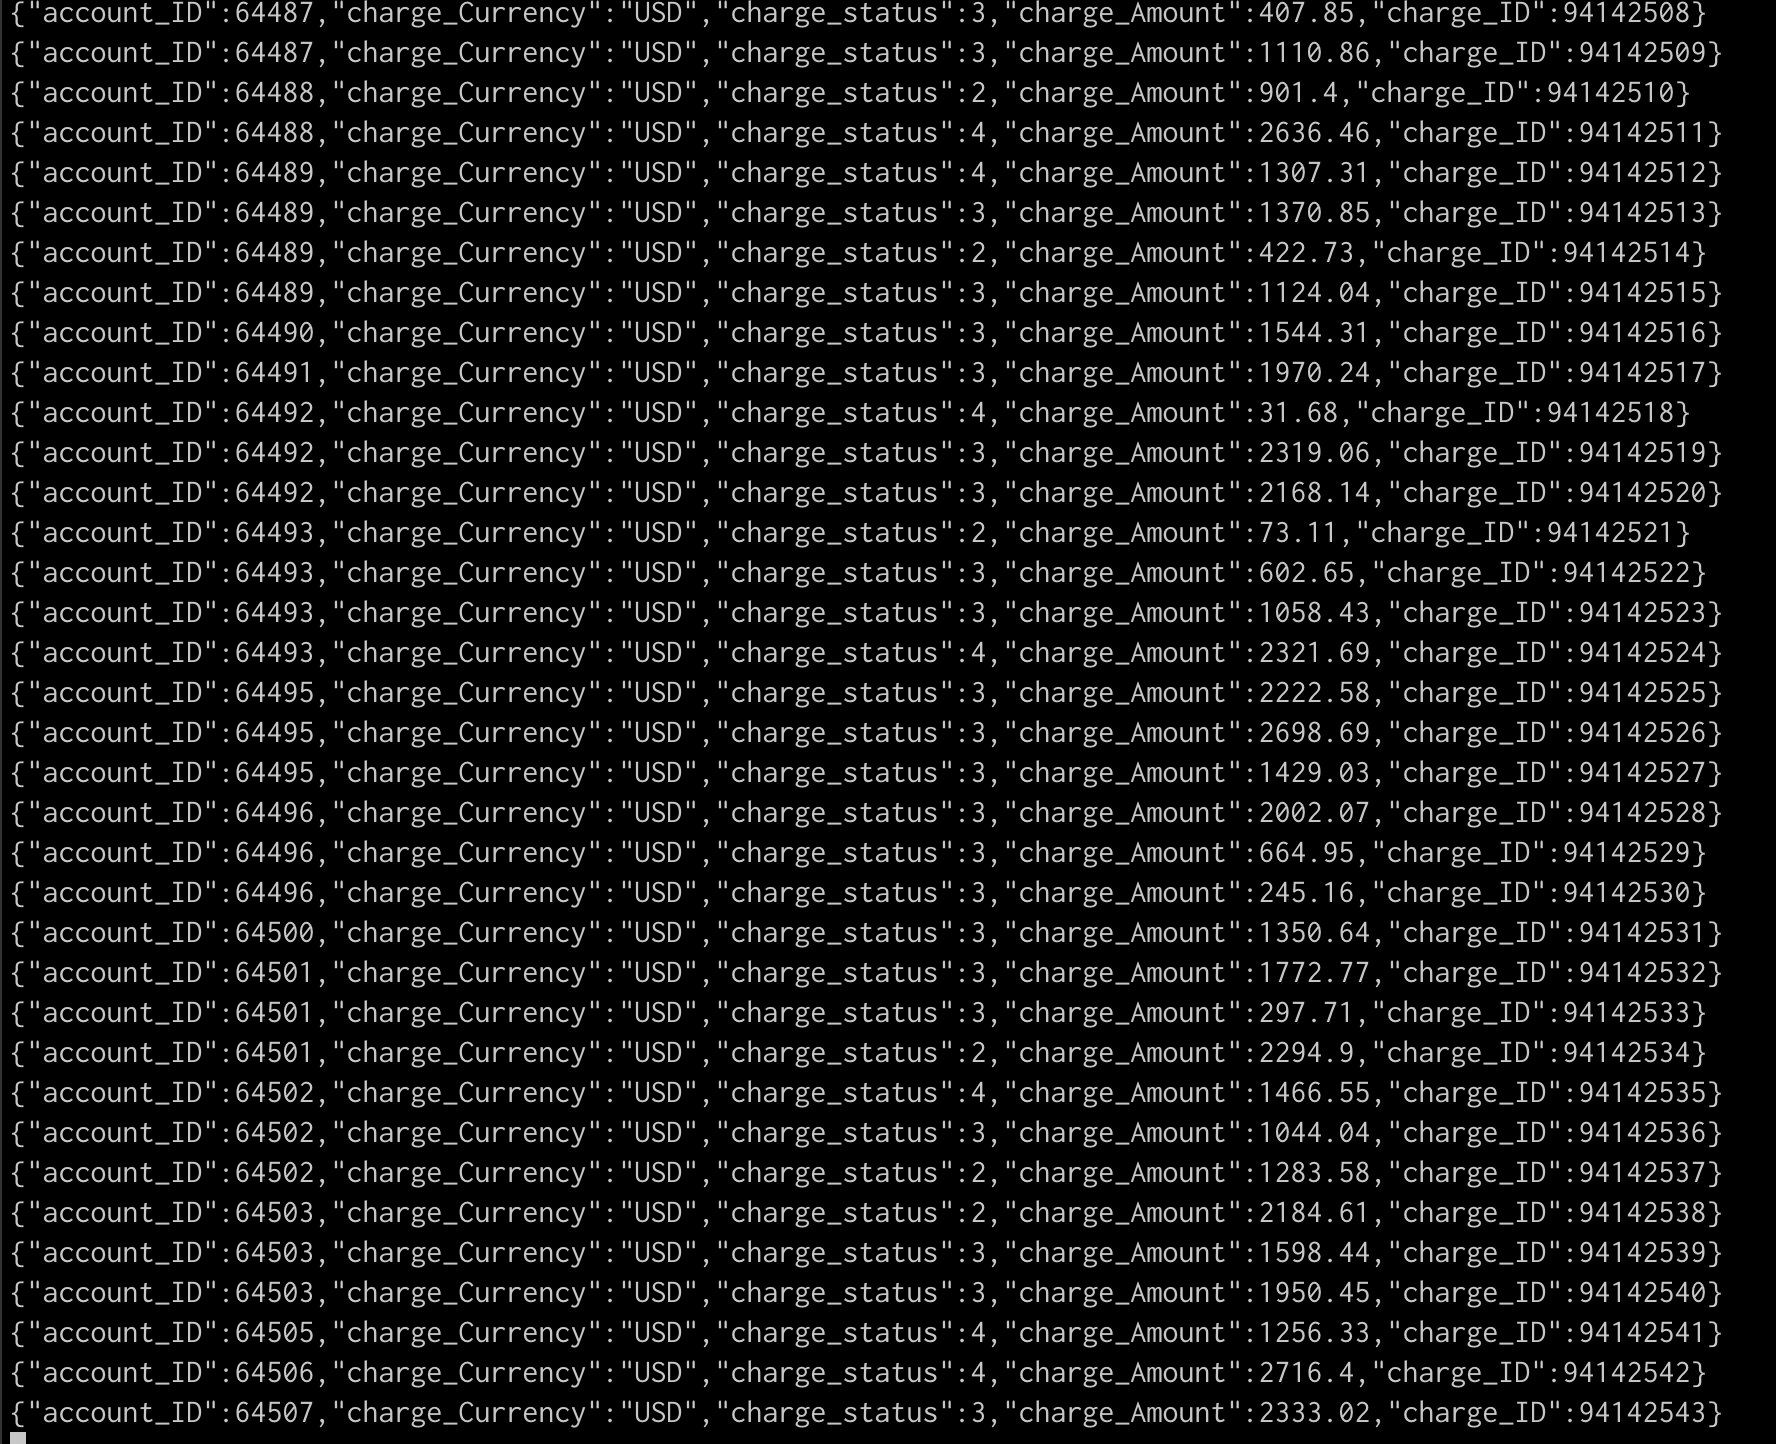 {"account_ID":64487,"charge_Currency":"USD","charge_status":3,"charge_Amount":407.85,"charge_ID":94142508}
{"account_ID":64487,"charge_Currency":"USD","charge_status":3,"charge_Amount":1110.86,"charge_ID":94142509}
{"account_ID":64488,"charge_Currency":"USD","charge_status":2,"charge_Amount":901.4,"charge_ID":94142510}
{"account_ID":64488,"charge_Currency":"USD","charge_status":4,"charge_Amount":2636.46,"charge_ID":94142511}
{"account_ID":64489,"charge_Currency":"USD","charge_status":4,"charge_Amount":1307.31,"charge_ID":94142512}
{"account_ID":64489,"charge_Currency":"USD","charge_status":3,"charge_Amount":1370.85,"charge_ID":94142513}
{"account_ID":64489,"charge_Currency":"USD","charge_status":2,"charge_Amount":422.73,"charge_ID":94142514}
{"account_ID":64489,"charge_Currency":"USD","charge_status":3,"charge_Amount":1124.04,"charge_ID":94142515}
{"account_ID":64490,"charge_Currency":"USD","charge_status":3,"charge_Amount":1544.31,"charge_ID":94142516}
{"account_ID":64491,"charge_Currency":"USD","charge_status":3,"charge_Amount":1970.24,"charge_ID":94142517}
{"account_ID":64492,"charge_Currency":"USD","charge_status":4,"charge_Amount":31.68,"charge_ID":94142518}
{"account_ID":64492,"charge_Currency":"USD","charge_status":3,"charge_Amount":2319.06,"charge_ID":94142519}
{"account_ID":64492,"charge_Currency":"USD","charge_status":3,"charge_Amount":2168.14,"charge_ID":94142520}
{"account_ID":64493,"charge_Currency":"USD","charge_status":2,"charge_Amount":73.11,"charge_ID":94142521}
{"account_ID":64493,"charge_Currency":"USD","charge_status":3,"charge_Amount":602.65,"charge_ID":94142522}
{"account_ID":64493,"charge_Currency":"USD","charge_status":3,"charge_Amount":1058.43,"charge_ID":94142523}
{"account_ID":64493,"charge_Currency":"USD","charge_status":4,"charge_Amount":2321.69,"charge_ID":94142524}
{"account_ID":64495,"charge_Currency":"USD","charge_status":3,"charge_Amount":2222.58,"charge_ID":94142525}
{"account_ID":64495,"charge_Currency":"USD","charge_status":3,"charge_Amount":2698.69,"charge_ID":94142526}
{"account_ID":64495,"charge_Currency":"USD","charge_status":3,"charge_Amount":1429.03,"charge_ID":94142527}
{"account_ID":64496,"charge_Currency":"USD","charge_status":3,"charge_Amount":2002.07,"charge_ID":94142528}
{"account_ID":64496,"charge_Currency":"USD","charge_status":3,"charge_Amount":664.95,"charge_ID":94142529}
{"account_ID":64496,"charge_Currency":"USD","charge_status":3,"charge_Amount":245.16,"charge_ID":94142530}
{"account_ID":64500,"charge_Currency":"USD","charge_status":3,"charge_Amount":1350.64,"charge_ID":94142531}
{"account_ID":64501,"charge_Currency":"USD","charge_status":3,"charge_Amount":1772.77,"charge_ID":94142532}
{"account_ID":64501,"charge_Currency":"USD","charge_status":3,"charge_Amount":297.71,"charge_ID":94142533}
{"account_ID":64501,"charge_Currency":"USD","charge_status":2,"charge_Amount":2294.9,"charge_ID":94142534}
{"account_ID":64502,"charge_Currency":"USD","charge_status":4,"charge_Amount":1466.55,"charge_ID":94142535}
{"account_ID":64502,"charge_Currency":"USD","charge_status":3,"charge_Amount":1044.04,"charge_ID":94142536}
{"account_ID":64502,"charge_Currency":"USD","charge_status":2,"charge_Amount":1283.58,"charge_ID":94142537}
{"account_ID":64503,"charge_Currency":"USD","charge_status":2,"charge_Amount":2184.61,"charge_ID":94142538}
{"account_ID":64503,"charge_Currency":"USD","charge_status":3,"charge_Amount":1598.44,"charge_ID":94142539}
{"account_ID":64503,"charge_Currency":"USD","charge_status":3,"charge_Amount":1950.45,"charge_ID":94142540}
{"account_ID":64505,"charge_Currency":"USD","charge_status":4,"charge_Amount":1256.33,"charge_ID":94142541}
{"account_ID":64506,"charge_Currency":"USD","charge_status":4,"charge_Amount":2716.4,"charge_ID":94142542}
{"account_ID":64507,"charge_Currency":"USD","charge_status":3,"charge_Amount":2333.02,"charge_ID":94142543}